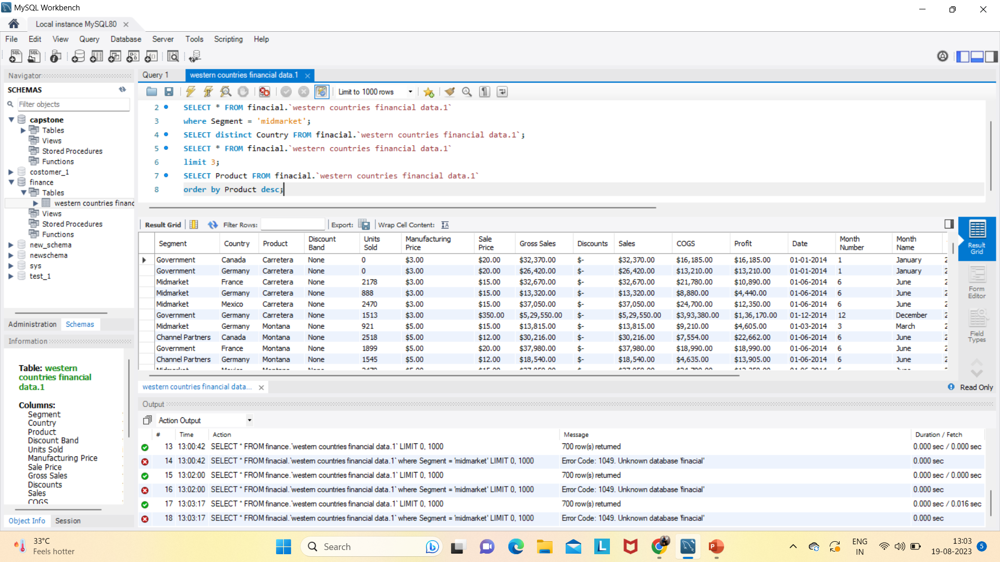 MySQL Workbench
Local instance MySQL80
File Edit View Query Database Server Tools Scripting Help
Navigator
SCHEMAS
Filter objects
capstone
Tables
Views
Stored Procedures
Functions
costomer_1
finance
Tables
western countries financ
Views
Stored Procedures
Functions
new_schema
newschema
sys
test_1
Administration Schemas
Information
Table: western
countries financial
data.1
Columns:
Segment
Country
Product
Discount Band
Units Sold
Manufacturing Price
Sale Price
Gross Sales
Discounts
Sales
COGS
Object Info Session
Query 1 western countries financial data.1
Limit to 1000 rows
2 SELECT * FROM finacial.`western countries financial data.1`
3 where Segment = 'midmarket';
4 SELECT distinct Country FROM finacial.`western countries financial data.1`;
5 SELECT * FROM finacial.`western countries financial data.1`
6 limit 3;
7 SELECT Product FROM finacial.`western countries financial data.1`
8 order by Product desc;
Result Grid Filter Rows: Export: Wrap Cell Content:
Segment Country Product Discount Band Units Sold Manufacturing Price Sale Price Gross Sales Discounts Sales COGS Profit Date Month Number Month Name
Government Canada Carretera None 0 $3.00 $20.00 $32,370.00 $- $32,370.00 $16,185.00 $16,185.00 01-01-2014 1 January 2
Government Germany Carretera None 0 $3.00 $20.00 $26,420.00 $- $26,420.00 $13,210.00 $13,210.00 01-01-2014 1 January 2
Midmarket France Carretera None 2178 $3.00 $15.00 $32,670.00 $- $32,670.00 $21,780.00 $10,890.00 01-06-2014 6 June 2
Midmarket Germany Carretera None 888 $3.00 $15.00 $13,320.00 $- $13,320.00 $8,880.00 $4,440.00 01-06-2014 6 June 2
Midmarket Mexico Carretera None 2470 $3.00 $15.00 $37,050.00 $- $37,050.00 $24,700.00 $12,350.00 01-06-2014 6 June 2
Government Germany Carretera None 1513 $3.00 $350.00 $5,29,550.00 $- $5,29,550.00 $3,93,380.00 $1,36,170.00 01-12-2014 12 December 2
Midmarket Germany Montana None 921 $5.00 $15.00 $13,815.00 $- $13,815.00 $9,210.00 $4,605.00 01-03-2014 3 March 2
Channel Partners Canada Montana None 2518 $5.00 $12.00 $30,216.00 $- $30,216.00 $7,554.00 $22,662.00 01-06-2014 6 June 2
Government France Montana None 1899 $5.00 $20.00 $37,980.00 $- $37,980.00 $18,990.00 $18,990.00 01-06-2014 6 June 2
Channel Partners Germany Montana None 1545 $5.00 $12.00 $18,540.00 $- $18,540.00 $4,635.00 $13,905.00 01-06-2014 6 June 2
Result
Grid
Form
Editor
Field
Types
western countries financial data... Read Only
Output
Action Output
# Time Action Message Duration / Fetch
13 13:00:42 SELECT * FROM finance.`western countries financial data.1` LIMIT 0, 1000 700 row(s) returned 0.000 sec / 0.000 sec
14 13:00:42 SELECT * FROM finacial.`western countries financial data.1` where Segment = 'midmarket' LIMIT 0, 1000 Error Code: 1049. Unknown database 'finacial' 0.000 sec
15 13:02:00 SELECT * FROM finance.`western countries financial data.1` LIMIT 0, 1000 700 row(s) returned 0.000 sec / 0.000 sec
16 13:02:00 SELECT * FROM finacial.`western countries financial data.1` where Segment = 'midmarket' LIMIT 0, 1000 Error Code: 1049. Unknown database 'finacial' 0.000 sec
17 13:03:17 SELECT * FROM finance.`western countries financial data.1` LIMIT 0, 1000 700 row(s) returned 0.000 sec / 0.016 sec
18 13:03:17 SELECT * FROM finacial.`western countries financial data.1` where Segment = 'midmarket' LIMIT 0, 1000 Error Code: 1049. Unknown database 'finacial' 0.000 sec
33°C
Feels hotter
Search
ENG
IN
13:03
19-08-2023
5